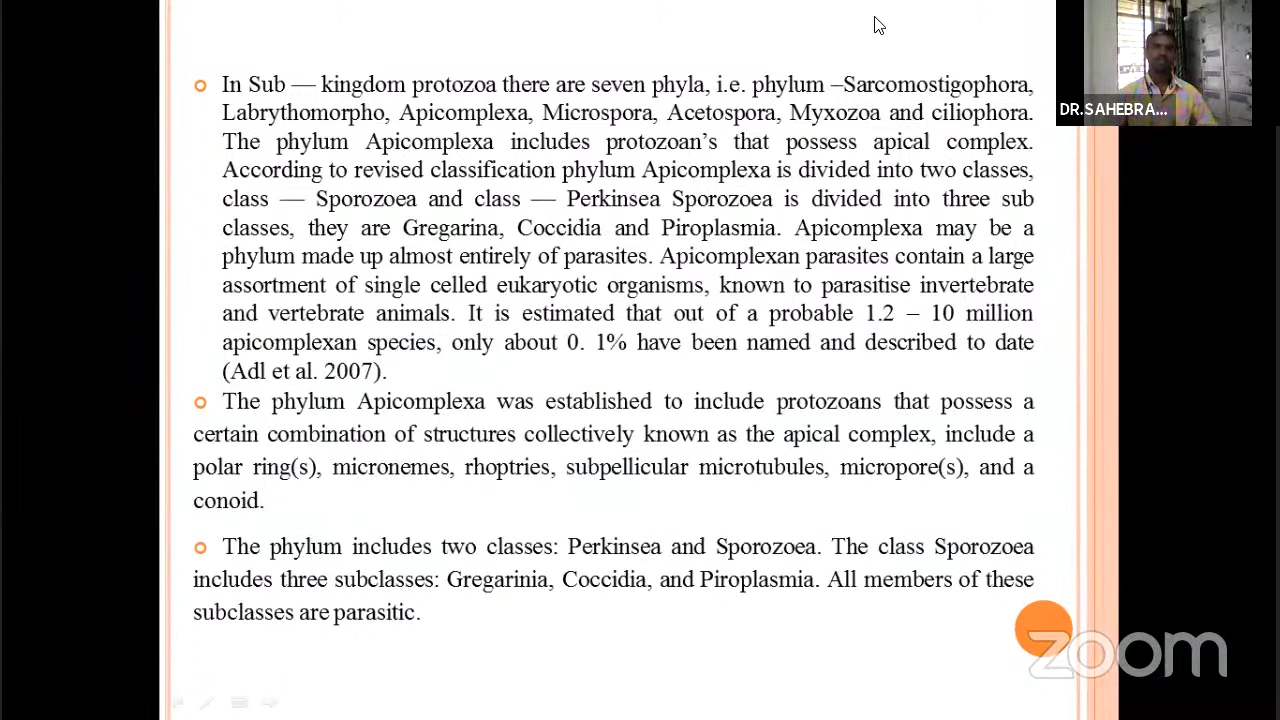 In Sub — kingdom protozoa there are seven phyla, i.e. phylum –Sarcomostigophora,
Labrythomorpho, Apicomplexa, Microspora, Acetospora, Myxozoa and ciliophora.
The phylum Apicomplexa includes protozoan’s that possess apical complex.
According to revised classification phylum Apicomplexa is divided into two classes,
class — Sporozoea and class — Perkinsea Sporozoea is divided into three sub
classes, they are Gregarina, Coccidia and Piroplasmia. Apicomplexa may be a
phylum made up almost entirely of parasites. Apicomplexan parasites contain a large
assortment of single celled eukaryotic organisms, known to parasitise invertebrate
and vertebrate animals. It is estimated that out of a probable 1.2 – 10 million
apicomplexan species, only about 0. 1% have been named and described to date
(Adl et al. 2007).
The phylum Apicomplexa was established to include protozoans that possess a
certain combination of structures collectively known as the apical complex, include a
polar ring(s), micronemes, rhoptries, subpellicular microtubules, micropore(s), and a
conoid.
The phylum includes two classes: Perkinsea and Sporozoea. The class Sporozoea
includes three subclasses: Gregarinia, Coccidia, and Piroplasmia. All members of these
subclasses are parasitic.
DR.SAHEBRA...
zoom